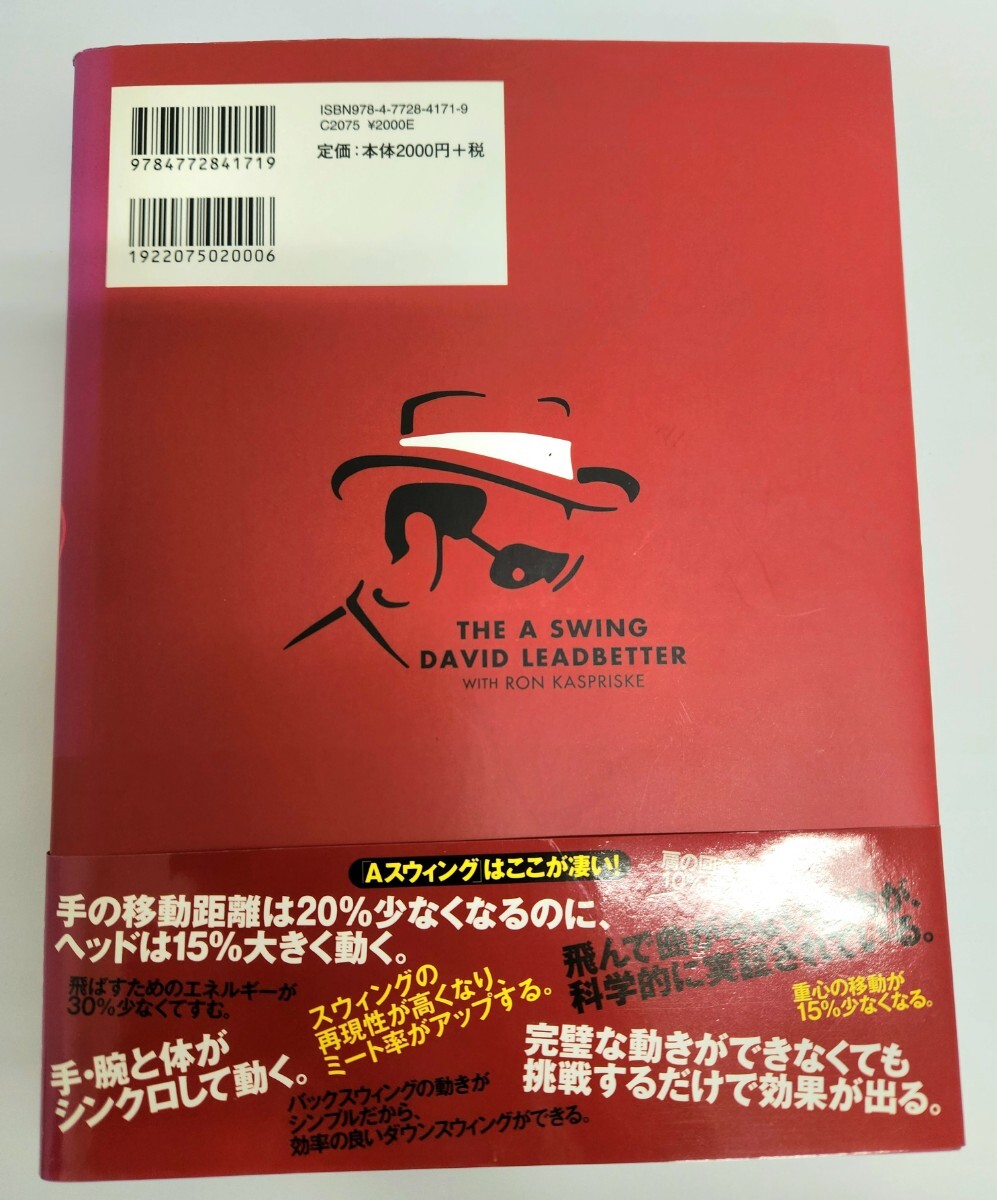 ISBN978-4-7728-4171-9
C2075 ¥2000E
定価：本体2000円＋税
9784772841719
1922075020006
THE A SWING
DAVID LEADBETTER
WITH RON KASPRISKE
「Aスウィング」はここが凄い！
肩の回
10%
手の移動距離は20%少なくなるのに、
ヘッドは15%大きく動く。
飛んで
科学的に実証されている。
飛ばすためのエネルギーが
30%少なくてすむ。
スウィングの
再現性が高くなり、
ミート率がアップする。
重心の移動が
15%少なくなる。
手・腕と体が
シンクロして動く。
バックスウィングの動きが
シンプルだから、
効率の良いダウンスウィングができる。
完璧な動きができなくても
挑戦するだけで効果が出る。